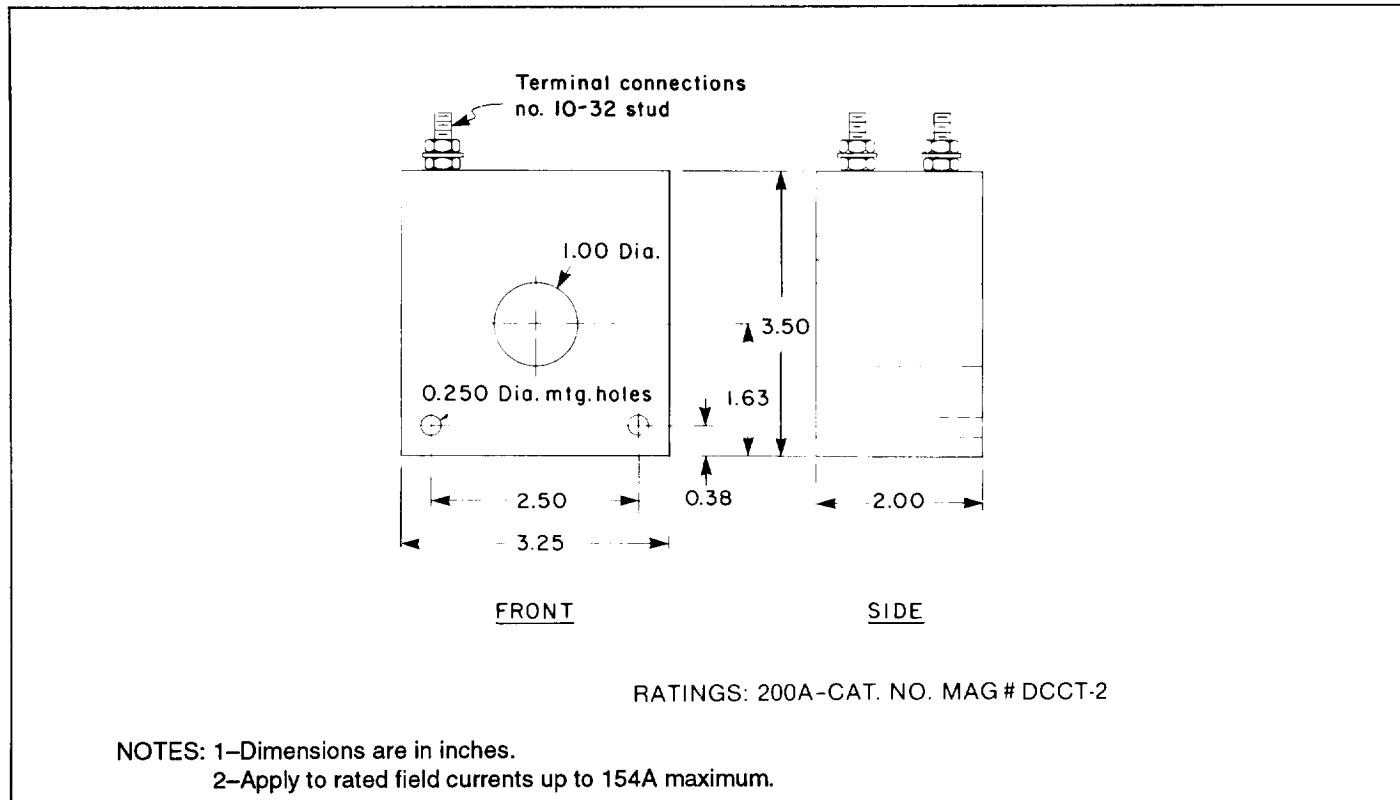 Terminal connections
no. 10-32 stud
1.00 Dia.
3.50
0.250 Dia. mtg. holes
1.63
2.50
0.38
2.00
3.25
FRONT
SIDE
RATINGS: 200A-CAT. NO. MAG # DCCT-2
NOTES: 1–Dimensions are in inches.
2–Apply to rated field currents up to 154A maximum.